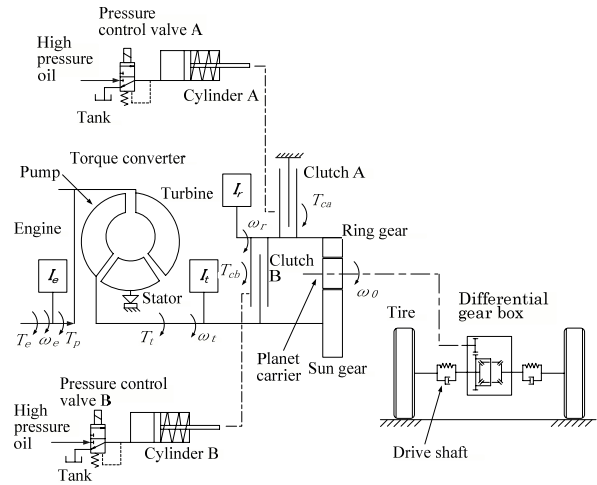 Pressure
control valve A
High
pressure
oil
Cylinder A
Tank
Torque converter
Pump
Turbine
Engine
Stator
I_r
I_e
I_t
Clutch A
T_ca
ω_r
Ring gear
T_cb
Clutch
B
ω_0
T_e
ω_e
T_p
T_t
ω_t
Planet
carrier
Sun gear
Tire
Differential
gear box
Drive shaft
Pressure control
valve B
High
pressure
oil
Cylinder B
Tank